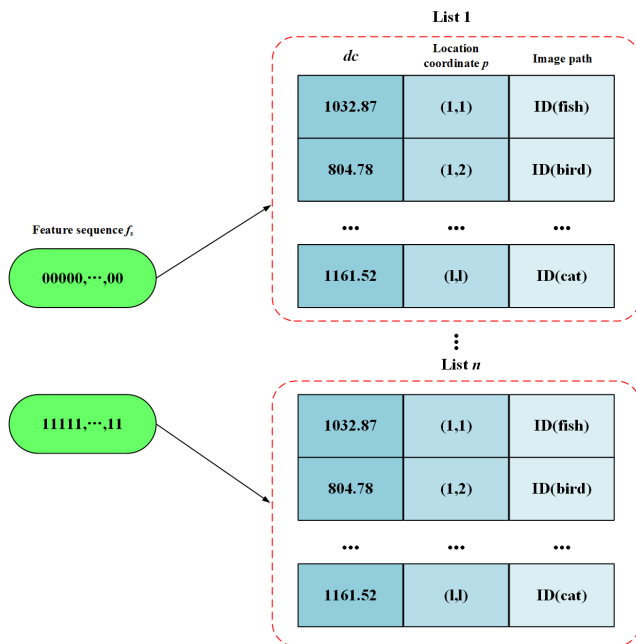 List 1
dc
Location
coordinate p
Image path
1032.87
(1,1)
ID(fish)
804.78
(1,2)
ID(bird)
... ... ...
1161.52
(l,l)
ID(cat)
Feature sequence fs
00000,⋯,00
⋮
List n
11111,⋯,11
1032.87
(1,1)
ID(fish)
804.78
(1,2)
ID(bird)
... ... ...
1161.52
(l,l)
ID(cat)